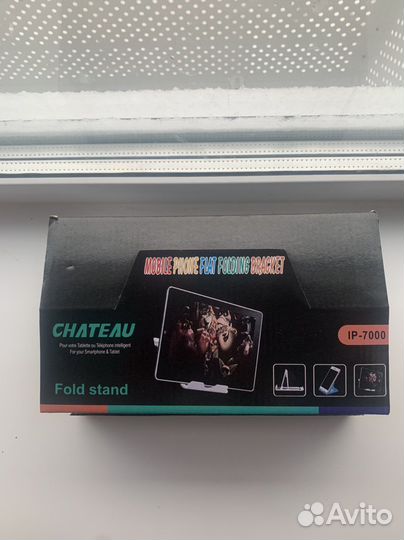 MOBILE PHONE FLAT FOLDING BRACKET
CHATEAU
IP-7000
Pour votre Tablette ou Téléphone intelligent
For your Smartphone & Tablet
Fold stand
Avito